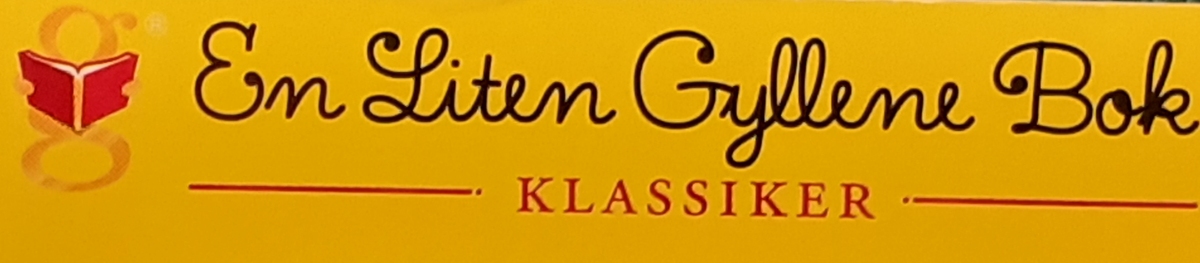 En Liten Gyllene Bok
KLASSIKER